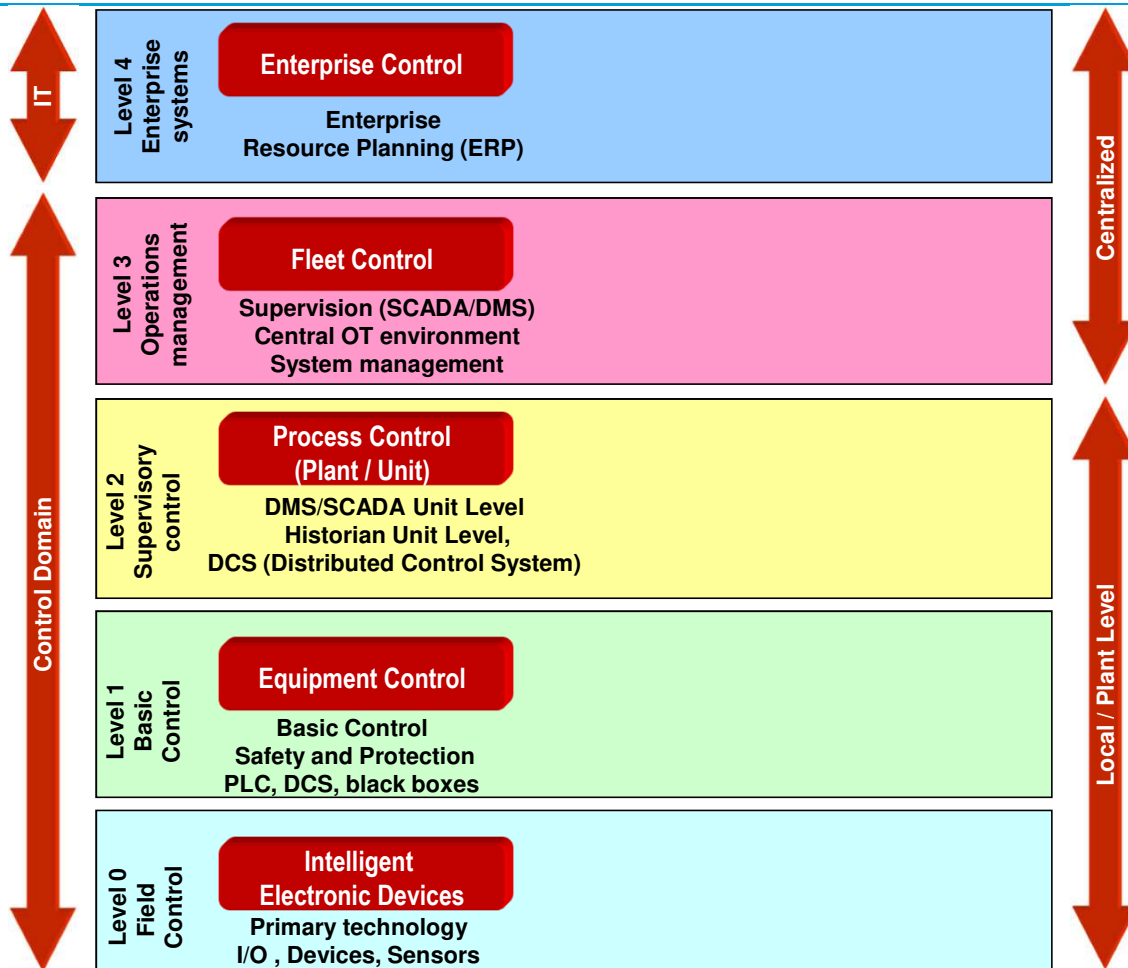 IT
Control Domain
Level 4
Enterprise
systems
Enterprise Control
Enterprise
Resource Planning (ERP)
Level 3
Operations
management
Fleet Control
Supervision (SCADA/DMS)
Central OT environment
System management
Level 2
Supervisory
control
Process Control
(Plant / Unit)
DMS/SCADA Unit Level
Historian Unit Level,
DCS (Distributed Control System)
Level 1
Basic
Control
Equipment Control
Basic Control
Safety and Protection
PLC, DCS, black boxes
Level 0
Field
Control
Intelligent
Electronic Devices
Primary technology
I/O , Devices, Sensors
Centralized
Local / Plant Level